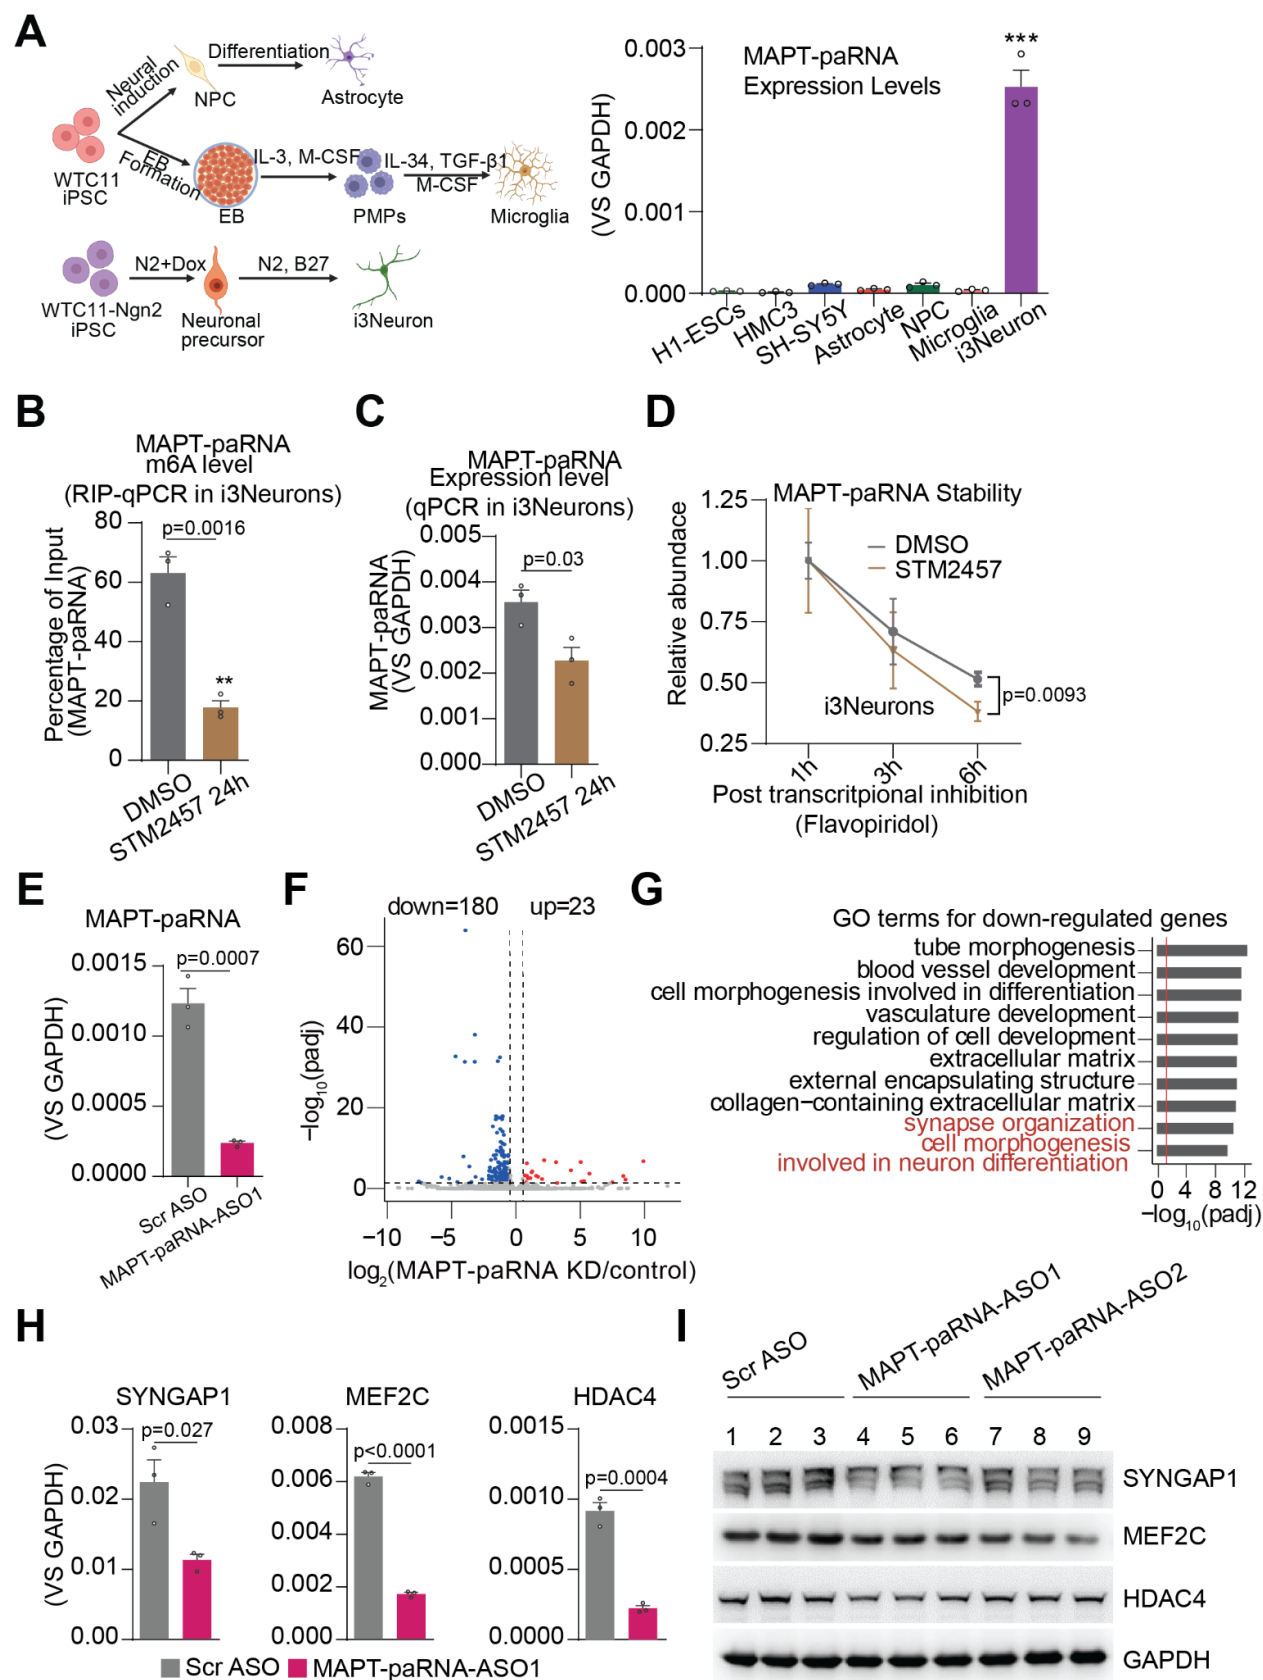 A
Neural
induction
Differentiation
NPC
Astrocyte
WTC11
iPSC
EB
Formation
IL-3, M-CSF
IL-34, TGF-β1
M-CSF
EB
PMPs
Microglia
N2+Dox
N2, B27
WTC11-Ngn2
iPSC
Neuronal
precursor
i3Neuron
MAPT-paRNA
Expression Levels
***
(VS GAPDH)
0.003
0.002
0.001
0.000
H1-ESCs
HMC3
SH-SY5Y
Astrocyte
NPC
Microglia
i3Neuron
B
MAPT-paRNA
m6A level
(RIP-qPCR in i3Neurons)
Percentage of Input
(MAPT-paRNA)
80
60
40
20
0
p=0.0016
**
DMSO
STM2457 24h
C
MAPT-paRNA
Expression level
(qPCR in i3Neurons)
MAPT-paRNA
(VS GAPDH)
0.005
0.004
0.003
0.002
0.001
0.000
p=0.03
DMSO
STM2457 24h
D
MAPT-paRNA Stability
Relative abundace
1.25
1.00
0.75
0.50
0.25
DMSO
STM2457
i3Neurons
p=0.0093
1h
3h
6h
Post transcritpional inhibition
(Flavopiridol)
E
MAPT-paRNA
(VS GAPDH)
0.0015
0.0010
0.0005
0.0000
p=0.0007
Scr ASO
MAPT-paRNA-ASO1
F
down=180
up=23
−log10(padj)
60
40
20
0
−10
−5
0
5
10
log2(MAPT-paRNA KD/control)
G
GO terms for down-regulated genes
tube morphogenesis
blood vessel development
cell morphogenesis involved in differentiation
vasculature development
regulation of cell development
extracellular matrix
external encapsulating structure
collagen−containing extracellular matrix
synapse organization
cell morphogenesis
involved in neuron differentiation
0 4 8 12
−log10(padj)
H
(VS GAPDH)
SYNGAP1
0.03
0.02
0.01
0.00
p=0.027
MEF2C
0.008
0.006
0.004
0.002
0.000
p<0.0001
HDAC4
0.0015
0.0010
0.0005
0.0000
p=0.0004
Scr ASO
MAPT-paRNA-ASO1
I
Scr ASO
MAPT-paRNA-ASO1
MAPT-paRNA-ASO2
1 2 3 4 5 6 7 8 9
SYNGAP1
MEF2C
HDAC4
GAPDH